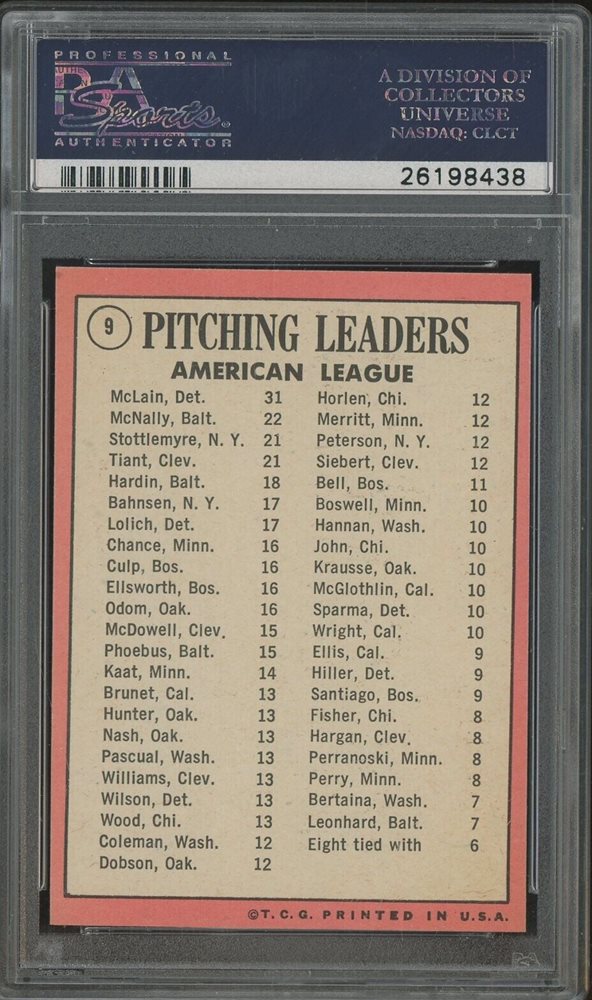 PROFESSIONAL
PSA
Sports
AUTHENTICATOR
A DIVISION OF
COLLECTORS
UNIVERSE
NASDAQ: CLCT
26198438
9 PITCHING LEADERS
AMERICAN LEAGUE
McLain, Det. 31
McNally, Balt. 22
Stottlemyre, N. Y. 21
Tiant, Clev. 21
Hardin, Balt. 18
Bahnsen, N. Y. 17
Lolich, Det. 17
Chance, Minn. 16
Culp, Bos. 16
Ellsworth, Bos. 16
Odom, Oak. 16
McDowell, Clev. 15
Phoebus, Balt. 15
Kaat, Minn. 14
Brunet, Cal. 13
Hunter, Oak. 13
Nash, Oak. 13
Pascual, Wash. 13
Williams, Clev. 13
Wilson, Det. 13
Wood, Chi. 13
Coleman, Wash. 12
Dobson, Oak. 12
Horlen, Chi. 12
Merritt, Minn. 12
Peterson, N. Y. 12
Siebert, Clev. 12
Bell, Bos. 11
Boswell, Minn. 10
Hannan, Wash. 10
John, Chi. 10
Krausse, Oak. 10
McGlothlin, Cal. 10
Sparma, Det. 10
Wright, Cal. 10
Ellis, Cal. 9
Hiller, Det. 9
Santiago, Bos. 9
Fisher, Chi. 8
Hargan, Clev. 8
Perranoski, Minn. 8
Perry, Minn. 8
Bertaina, Wash. 7
Leonhard, Balt. 7
Eight tied with 6
©T.C.G. PRINTED IN U.S.A.